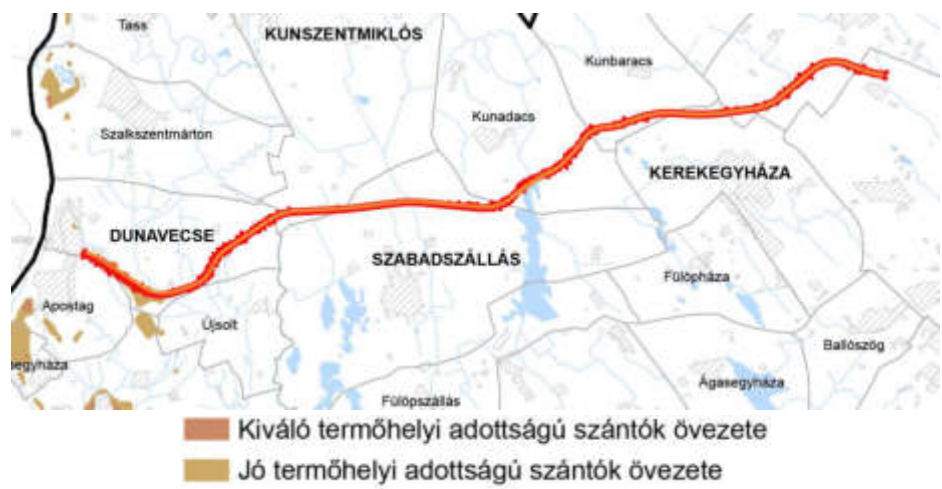 Tass
KUNSZENTMIKLÓS
Kunbaracs
Kunadacs
Szalkszentmárton
KEREKEGYHÁZA
DUNAVECSE
SZABADSZÁLLÁS
Fülöpháza
Apostag
Újsolt
Ballószög
egyháza
Ágasegyháza
Fülöpszállás
Kiváló termőhelyi adottságú szántók övezete
Jó termőhelyi adottságú szántók övezete